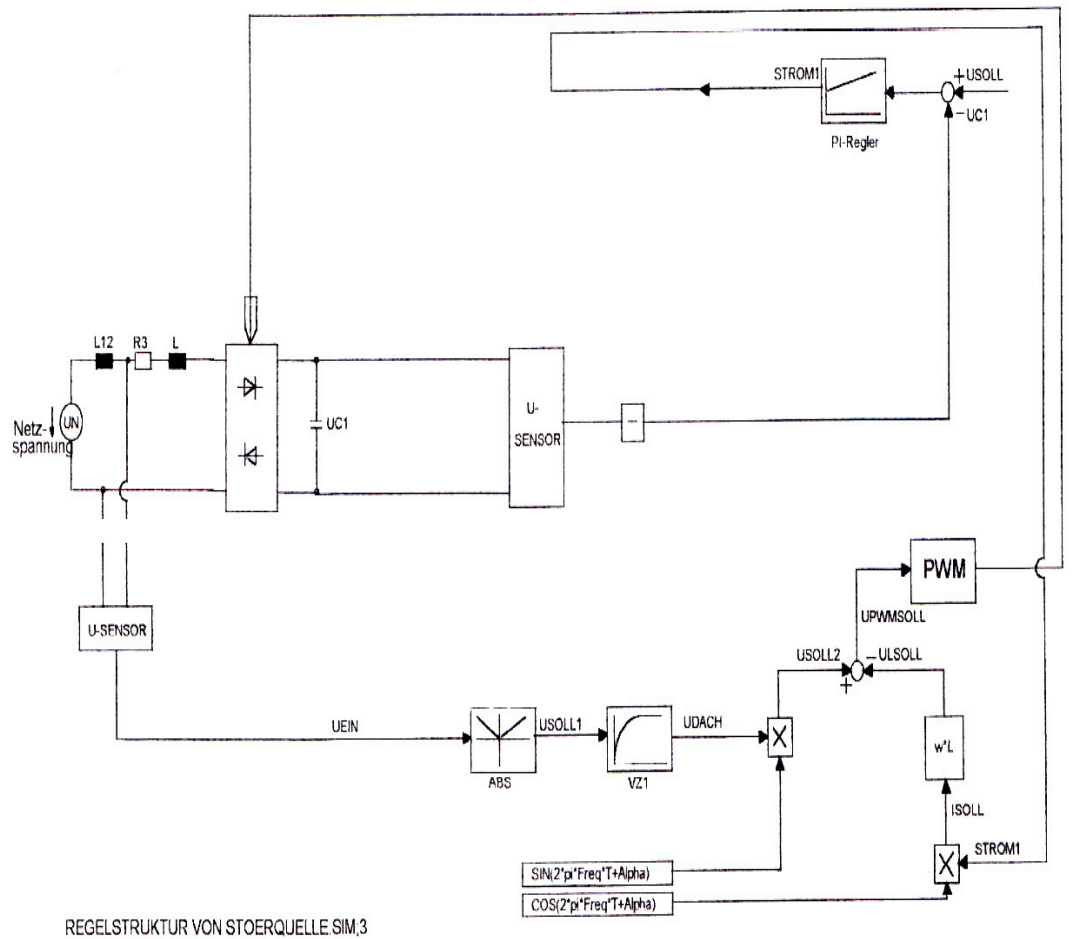 STROM1
+USOLL
−UC1
PI-Regler
L12
R3
L
Netz-
spannung
UN
UC1
U-
SENSOR
PWM
UPWMSOLL
U-SENSOR
USOLL2
−ULSOLL
+
UEIN
USOLL1
UDACH
X
w*L
ABS
VZ1
ISOLL
STROM1
X
SIN(2*pi*Freq*T+Alpha)
COS(2*pi*Freq*T+Alpha)
REGELSTRUKTUR VON STOERQUELLE.SIM;3